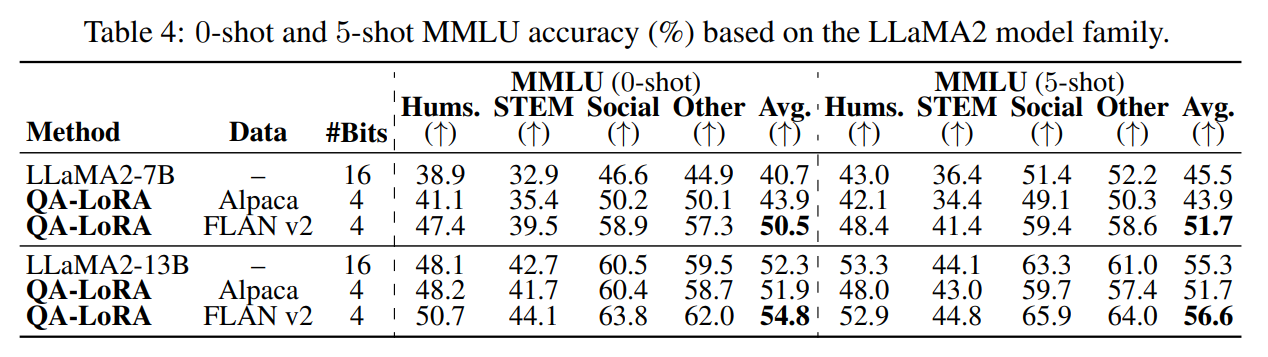 Table 4: 0-shot and 5-shot MMLU accuracy (%) based on the LLaMA2 model family.
MMLU (0-shot) MMLU (5-shot)
Hums. STEM Social Other Avg. Hums. STEM Social Other Avg.
Method Data #Bits (↑) (↑) (↑) (↑) (↑) (↑) (↑) (↑) (↑) (↑)
LLaMA2-7B – 16 38.9 32.9 46.6 44.9 40.7 43.0 36.4 51.4 52.2 45.5
QA-LoRA Alpaca 4 41.1 35.4 50.2 50.1 43.9 42.1 34.4 49.1 50.3 43.9
QA-LoRA FLAN v2 4 47.4 39.5 58.9 57.3 50.5 48.4 41.4 59.4 58.6 51.7
LLaMA2-13B – 16 48.1 42.7 60.5 59.5 52.3 53.3 44.1 63.3 61.0 55.3
QA-LoRA Alpaca 4 48.2 41.7 60.4 58.7 51.9 48.0 43.0 59.7 57.4 51.7
QA-LoRA FLAN v2 4 50.7 44.1 63.8 62.0 54.8 52.9 44.8 65.9 64.0 56.6